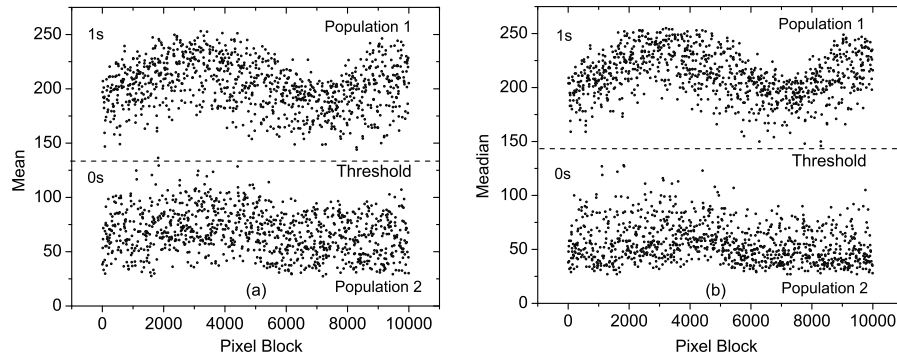 250
200
150
100
50
0
Mean
1s
Population 1
Threshold
0s
(a)
Population 2
0 2000 4000 6000 8000 10000
Pixel Block
250
200
150
100
50
0
Meadian
1s
Population 1
Threshold
0s
(b)
Population 2
0 2000 4000 6000 8000 10000
Pixel Block